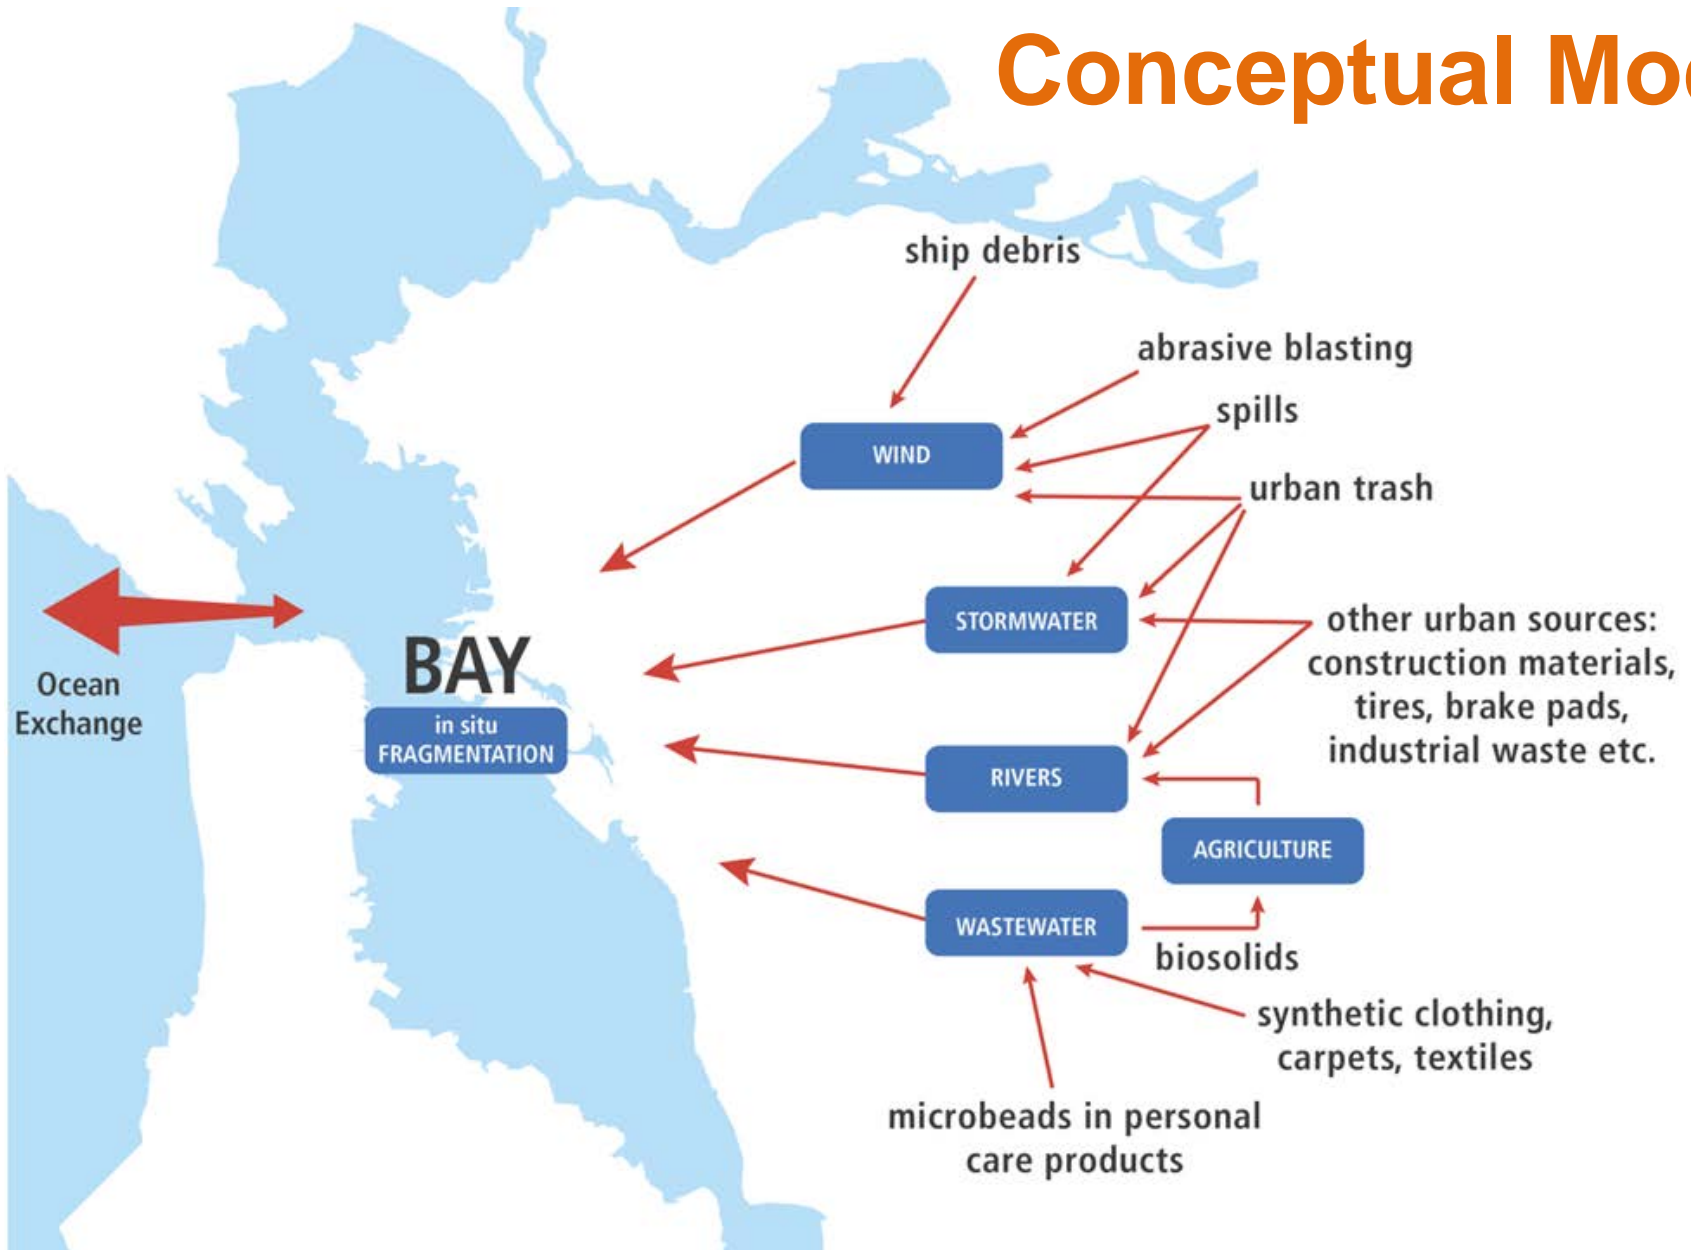 Conceptual Mo
ship debris
abrasive blasting
spills
WIND
urban trash
STORMWATER
other urban sources:
construction materials,
tires, brake pads,
industrial waste etc.
BAY
in situ
FRAGMENTATION
Ocean
Exchange
RIVERS
AGRICULTURE
WASTEWATER
biosolids
synthetic clothing,
carpets, textiles
microbeads in personal
care products